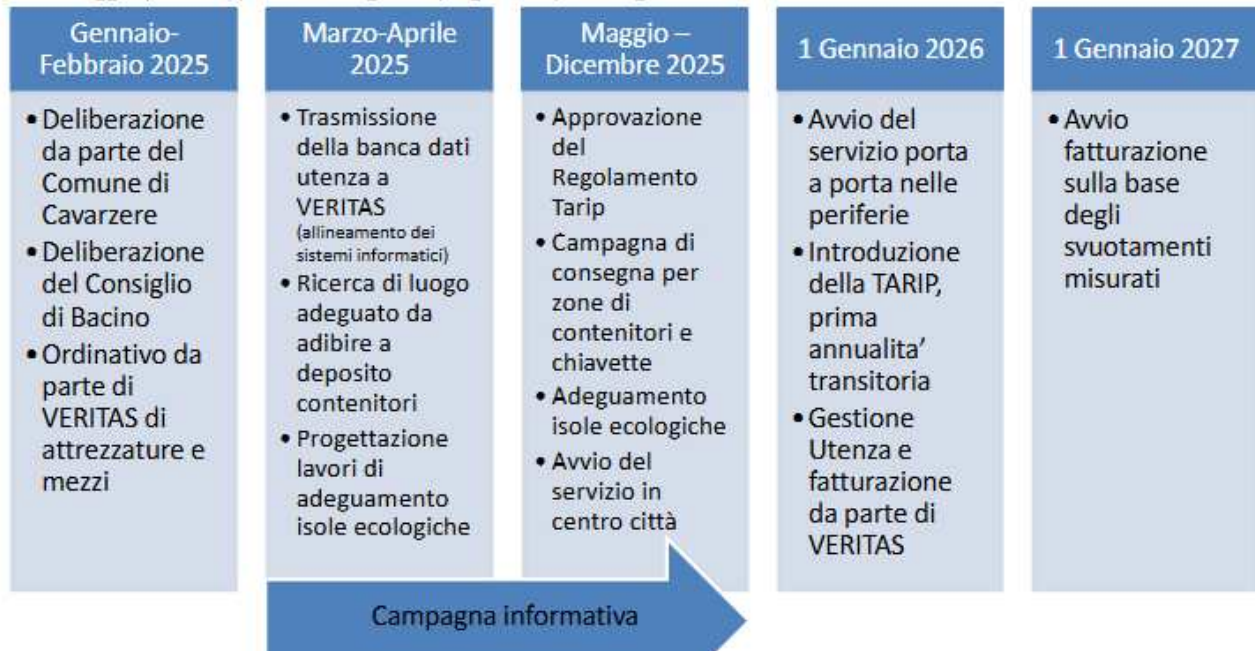 Gennaio-
Febbraio 2025
• Deliberazione
da parte del
Comune di
Cavarzere
• Deliberazione
del Consiglio
di Bacino
• Ordinativo da
parte di
VERITAS di
attrezzature e
mezzi
Marzo-Aprile
2025
• Trasmissione
della banca dati
utenza a
VERITAS
(allineamento dei
sistemi informatici)
• Ricerca di luogo
adeguato da
adibire a
deposito
contenitori
• Progettazione
lavori di
adeguamento
isole ecologiche
Maggio –
Dicembre 2025
• Approvazione
del
Regolamento
Tarip
• Campagna di
consegna per
zone di
contenitori e
chiavette
• Adeguamento
isole ecologiche
• Avvio del
servizio in
centro città
1 Gennaio 2026
• Avvio del
servizio porta
a porta nelle
periferie
• Introduzione
della TARIP,
prima
annualita’
transitoria
• Gestione
Utenza e
fatturazione
da parte di
VERITAS
1 Gennaio 2027
• Avvio
fatturazione
sulla base
degli
svuotamenti
misurati
Campagna informativa